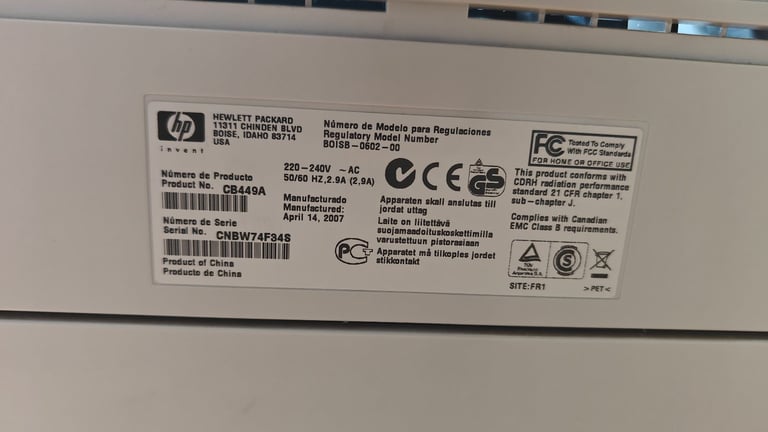 hp
invent
HEWLETT PACKARD
11311 CHINDEN BLVD
BOISE, IDAHO 83714
USA
Número de Producto
Product No. CB449A
Número de Serie
Serial No. CNBW74F34S
Product of China
Producto de China
Número de Modelo para Regulaciones
Regulatory Model Number
BOISB-0602-00
220-240V ~ AC
50/60 HZ, 2.9A (2,9A)
Manufacturado
Manufactured:
April 14, 2007
CE
GS
Apparaten skall anslutas till
jordat uttag
Laite on liitettävä
suojamaadoituskoskettimilla
varustettuun pistorasiaan
Apparatet må tilkoples jordet
stikkontakt
FC Tested To Comply
With FCC Standards
FOR HOME OR OFFICE USE
This product conforms with
CDRH radiation performance
standard 21 CFR chapter 1,
sub-chapter J.
Complies with Canadian
EMC Class B requirements.
TÜV
Rheinland
Argentina S.A.
S
SITE:FR1
>PET<